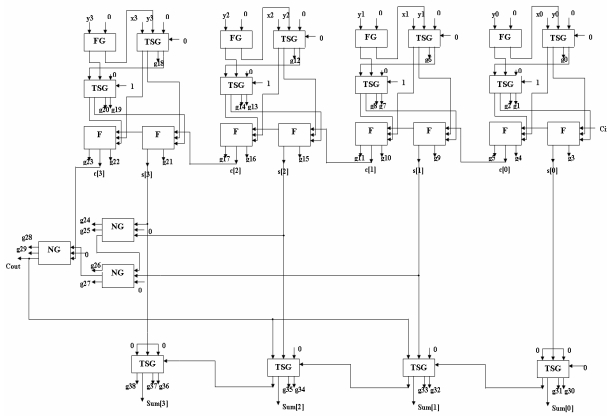 y3 0 x3 y3 0 y2 0 x2 y2 0 y1 0 x1 y1 0 y0 0 x0 y0 0
FG TSG 0 FG TSG 0 FG TSG 0 FG TSG 0
g18 g12 g6 g0
0 0 0 0
TSG 1 TSG 1 TSG 1 TSG 1
g20 g19 g14 g13 g8 g7 g2 g1
Ci
F F F F F F F F
g23 g22 g21 g17 g16 g15 g11 g10 g9 g5 g4 g3
c[3] s[3] c[2] s[2] c[1] s[1] c[0] s[0]
g24
g25 NG 0
g28
g29 NG 0
Cout
g26
g27 NG 0
0 0 0 0 0 0
TSG TSG TSG TSG 0
g38 g37 g36 g35 g34 g33 g32 g31 g30
Sum[3] Sum[2] Sum[1] Sum[0]